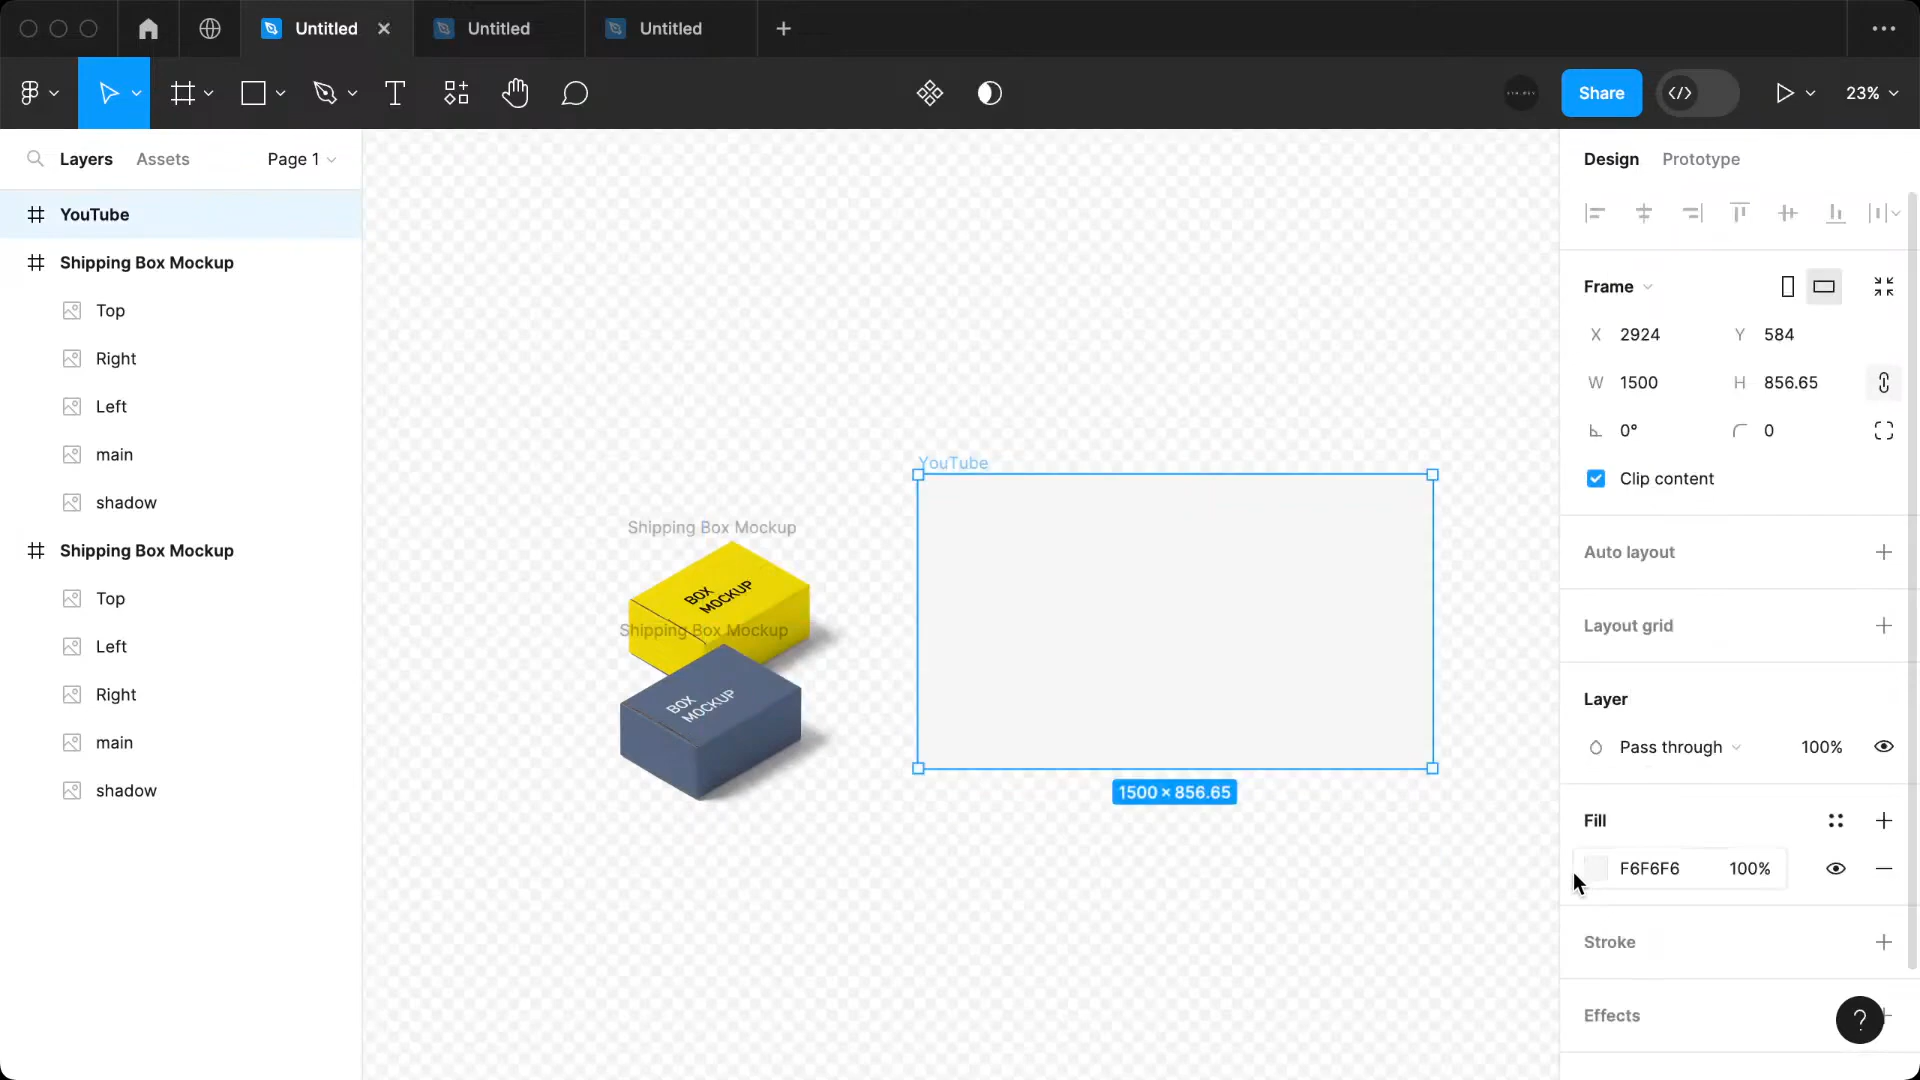 Untitled
Untitled
Untitled
Share
23%
Layers
Assets
Page 1
YouTube
Shipping Box Mockup
Top
Right
Left
main
shadow
Shipping Box Mockup
Top
Left
Right
main
shadow
YouTube
Shipping Box Mockup
BOX
MOCKUP
Shipping Box Mockup
BOX
MOCKUP
1500 × 856.65
Design
Prototype
Frame
X 2924
Y 584
W 1500
H 856.65
0°
0
Clip content
Auto layout
Layout grid
Layer
Pass through
100%
Fill
F6F6F6
100%
Stroke
Effects
?